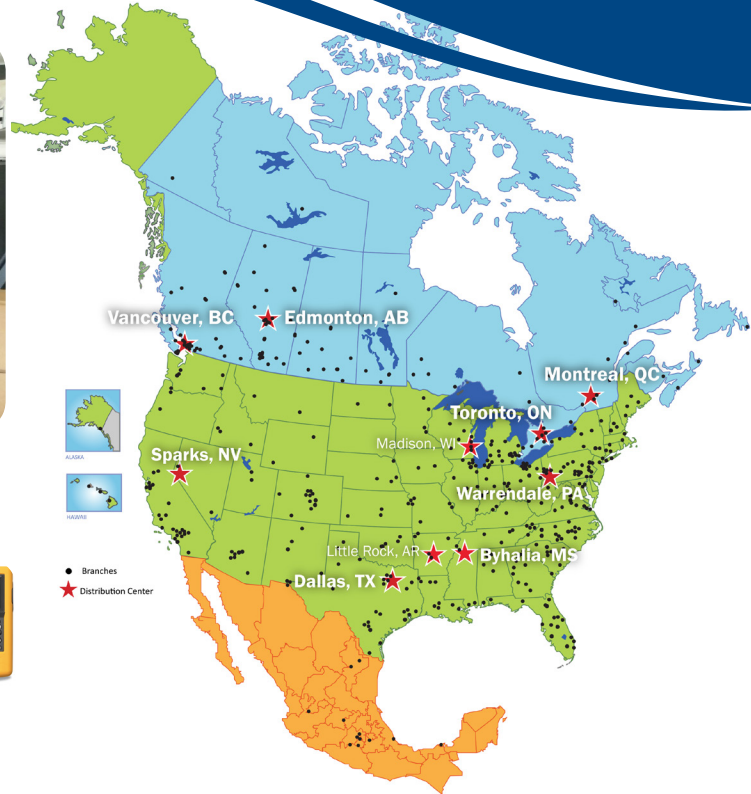 Vancouver, BC
Edmonton, AB
Montreal, QC
Toronto, ON
Madison, WI
Sparks, NV
Warrendale, PA
ALASKA
HAWAII
Little Rock, AR
Byhalia, MS
Dallas, TX
Branches
Distribution Center